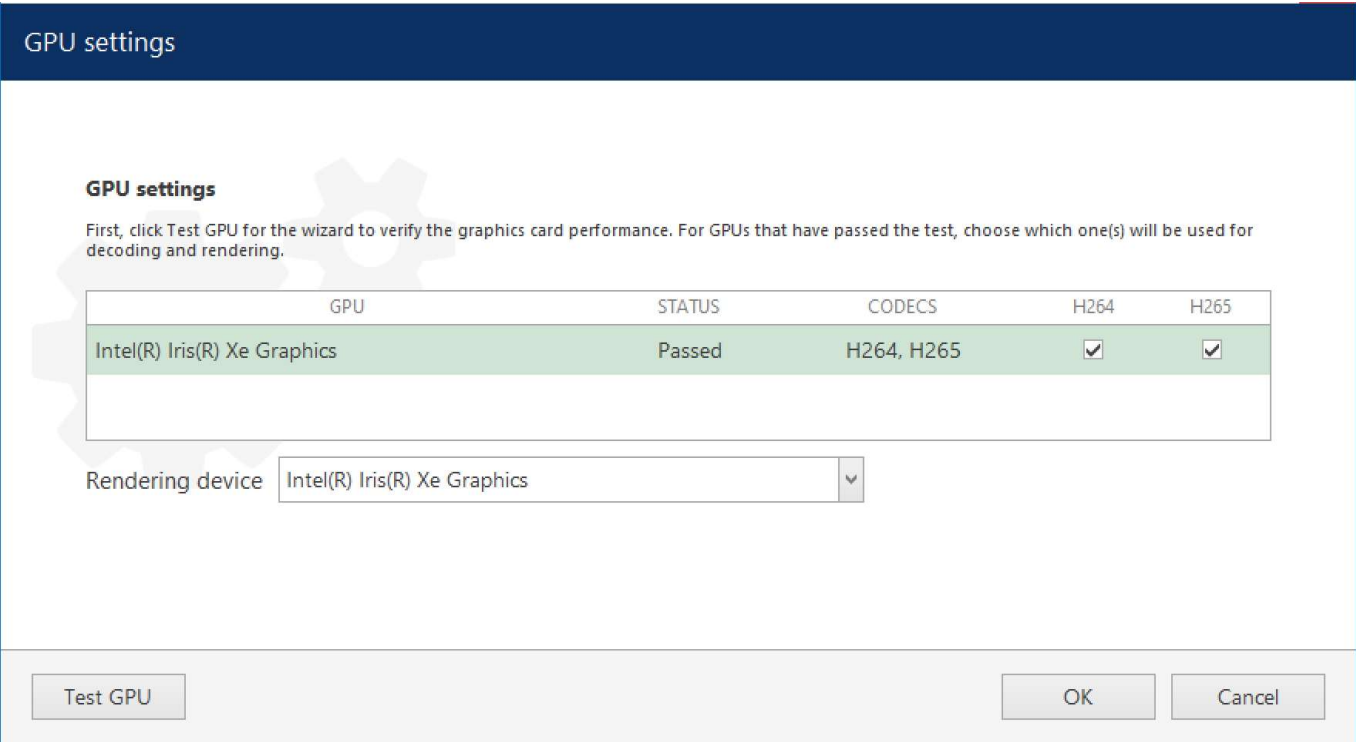 GPU settings
GPU settings
First, click Test GPU for the wizard to verify the graphics card performance. For GPUs that have passed the test, choose which one(s) will be used for
decoding and rendering.
GPU STATUS CODECS H264 H265
Intel(R) Iris(R) Xe Graphics Passed H264, H265
Rendering device Intel(R) Iris(R) Xe Graphics
Test GPU OK Cancel